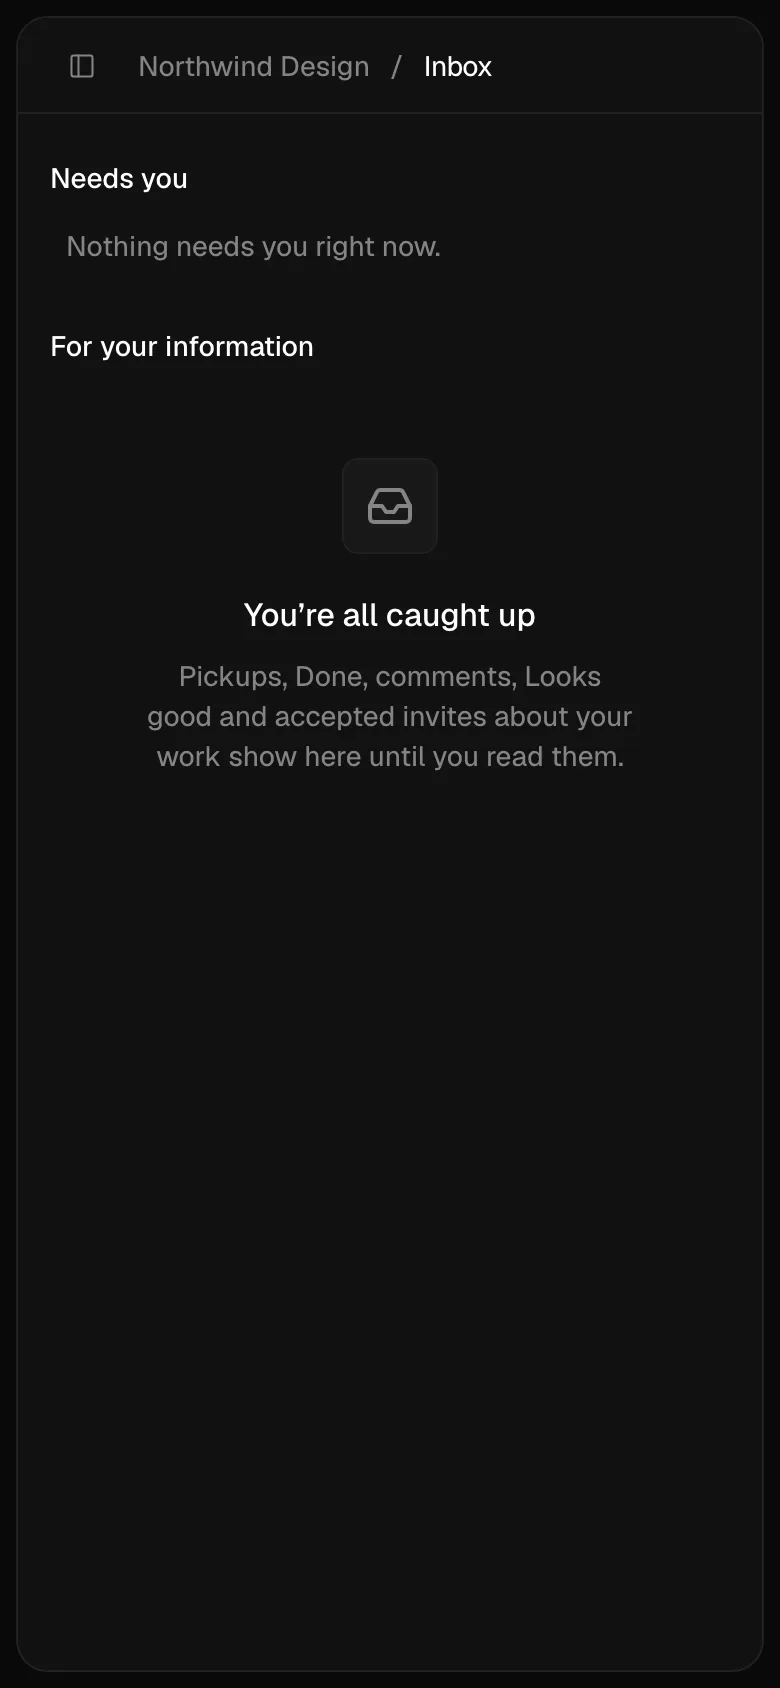 Northwind Design / Inbox
Needs you
Nothing needs you right now.
For your information
You’re all caught up
Pickups, Done, comments, Looks
good and accepted invites about your
work show here until you read them.